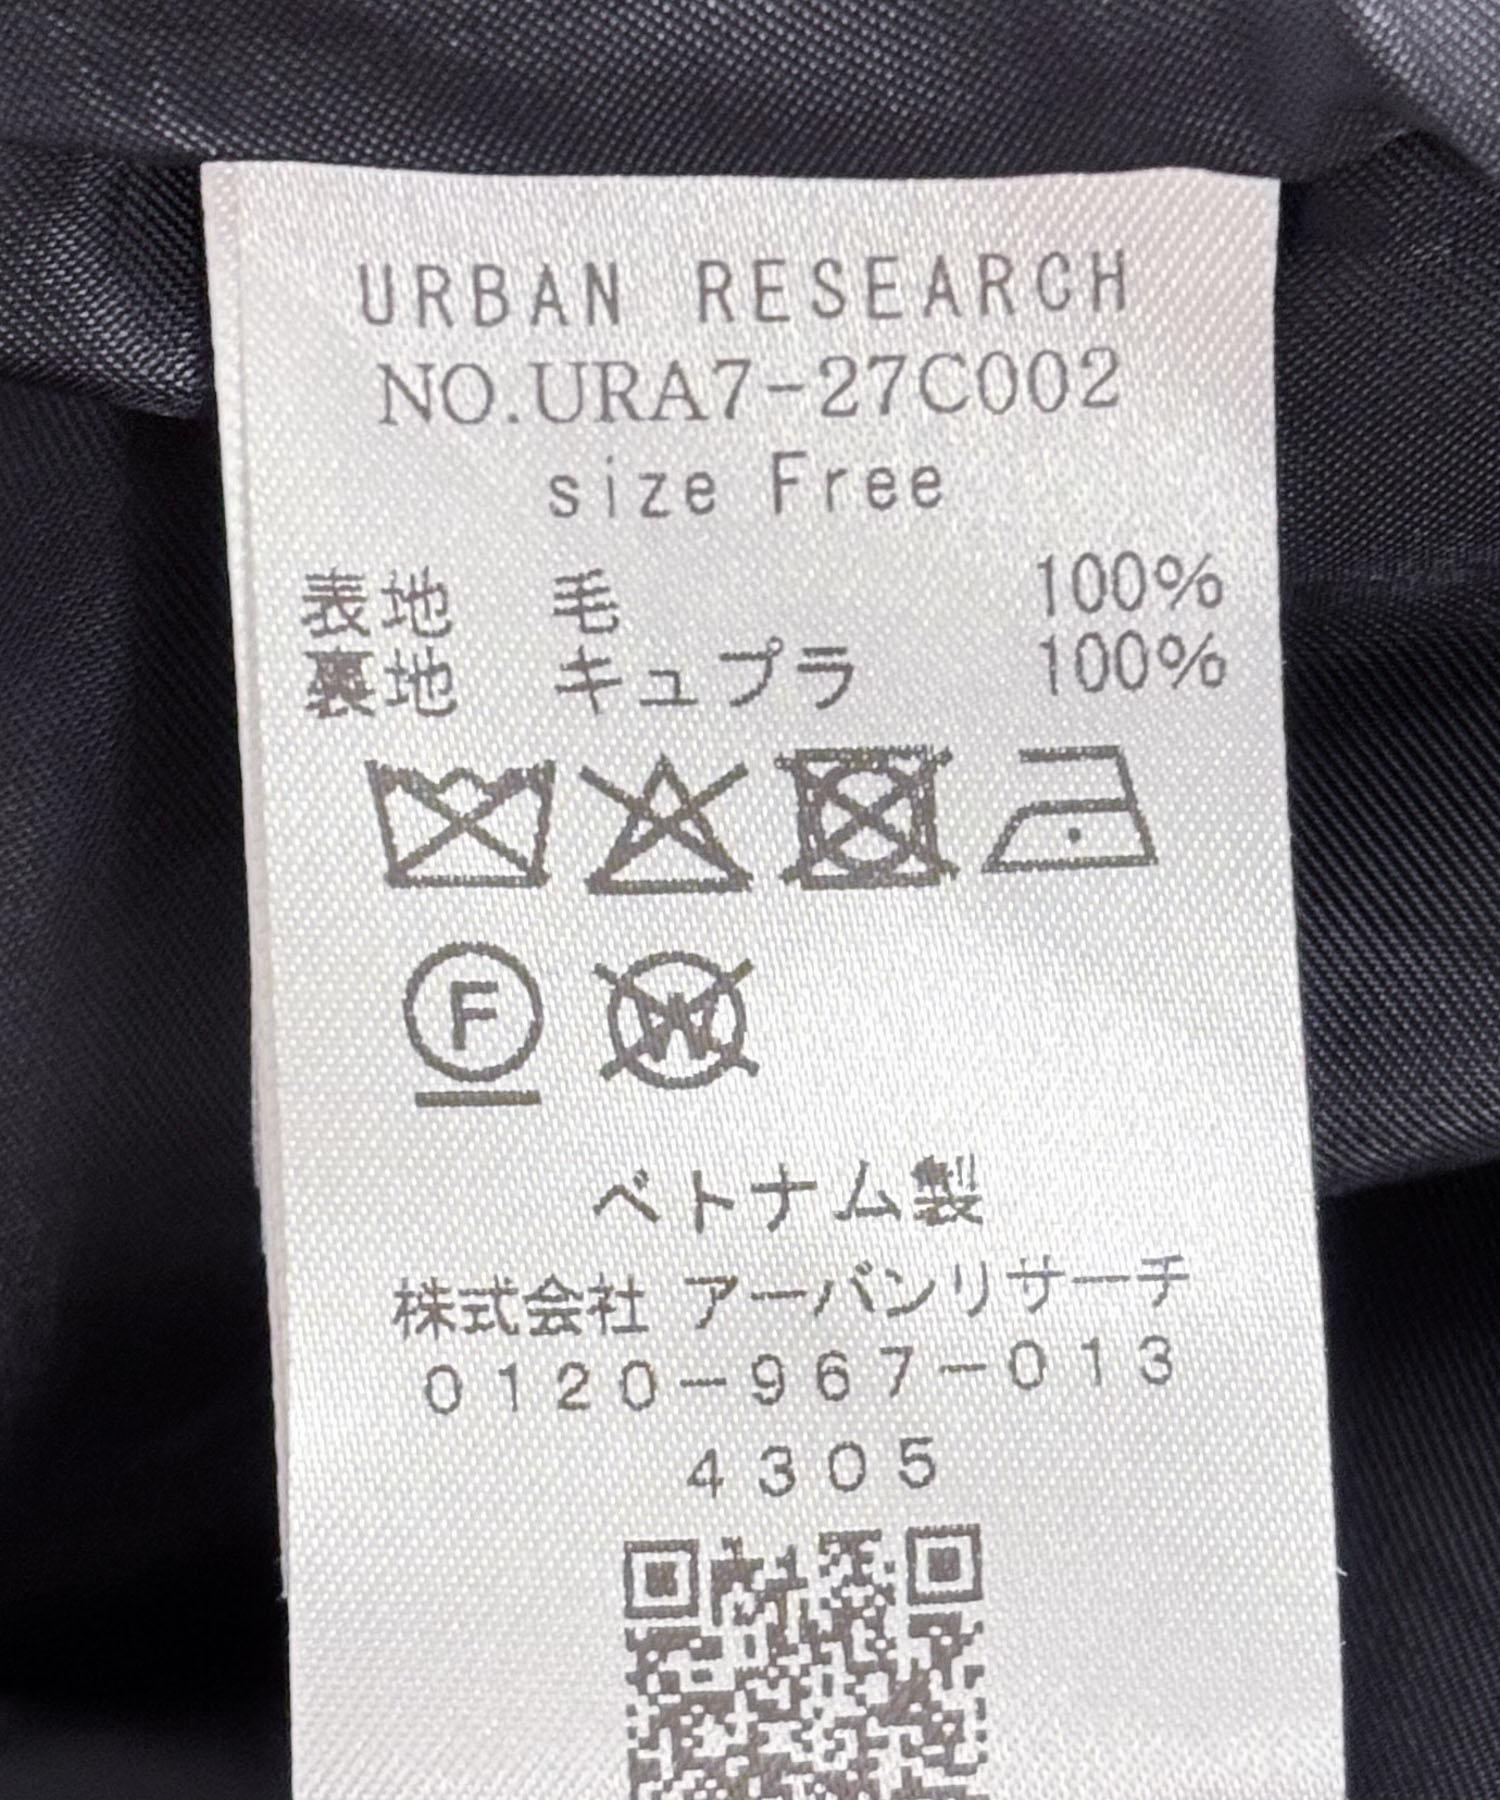 URBAN RESEARCH
NO.URA7-27C002
size Free
表地 毛 100%
裏地 キュプラ 100%
F
W
ベトナム製
株式会社 アーバンリサーチ
0120-967-013
4305